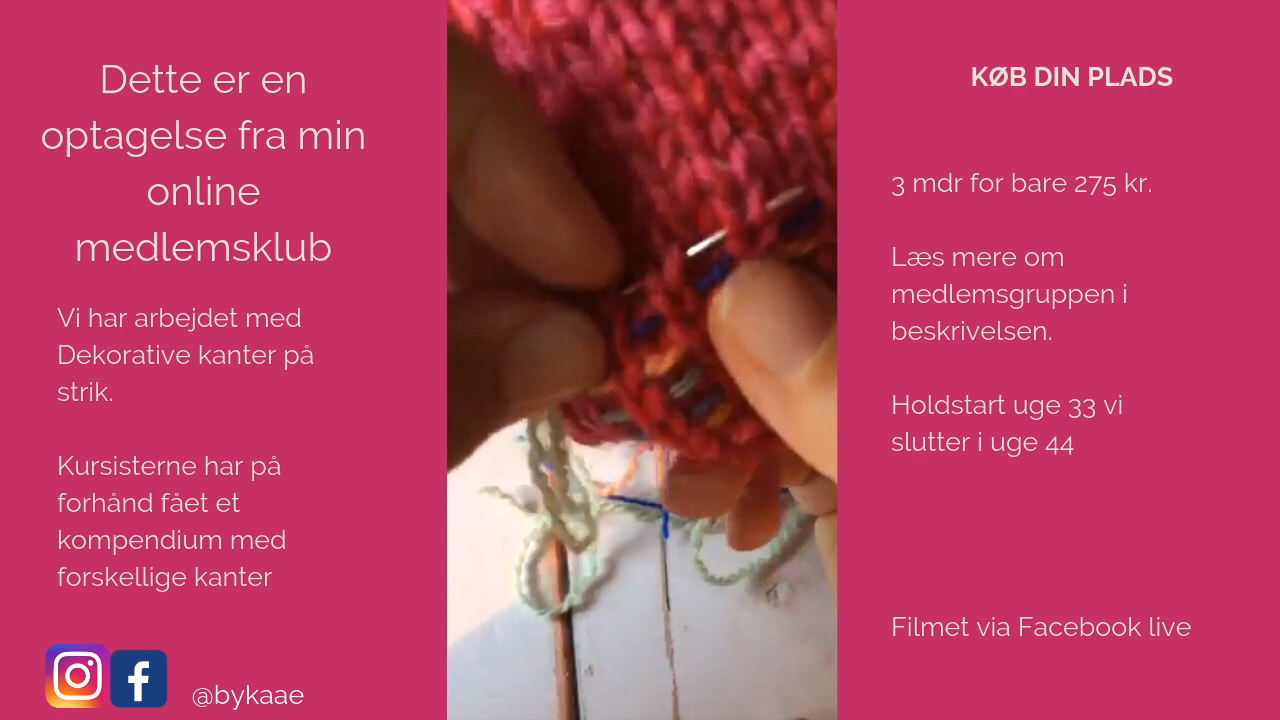 Dette er en
optagelse fra min
online
medlemsklub
Vi har arbejdet med
Dekorative kanter på
strik.
Kursisterne har på
forhånd fået et
kompendium med
forskellige kanter
@bykaae
KØB DIN PLADS
3 mdr for bare 275 kr.
Læs mere om
medlemsgruppen i
beskrivelsen.
Holdstart uge 33 vi
slutter i uge 44
Filmet via Facebook live